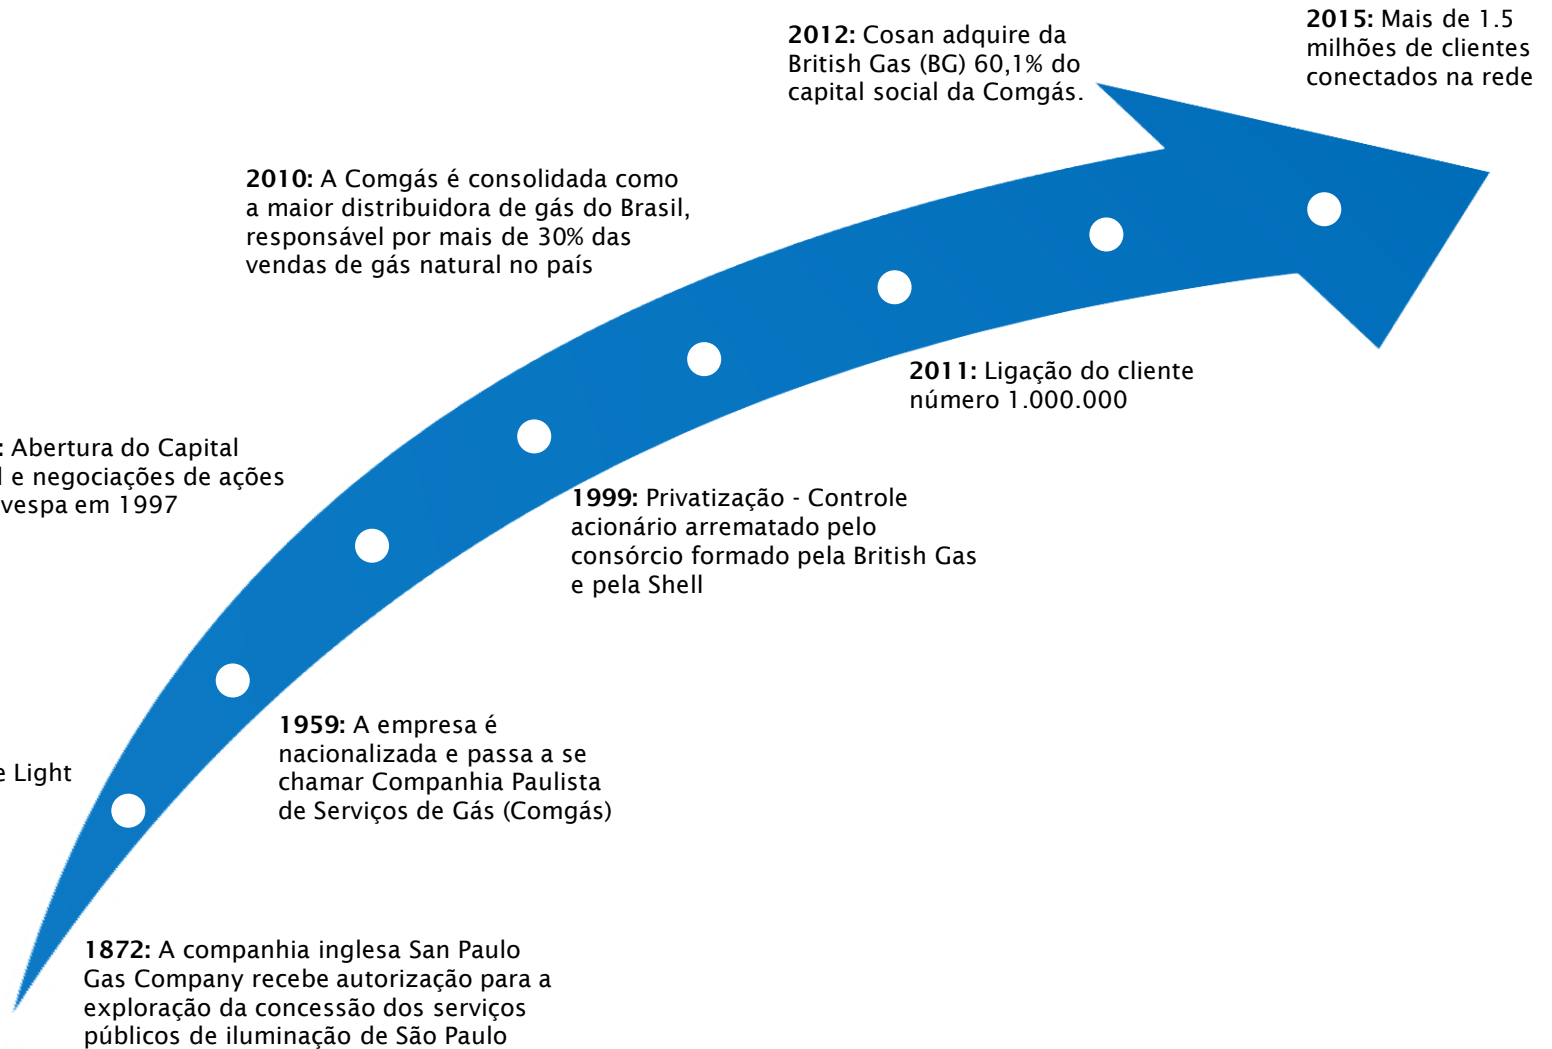 2015: Mais de 1.5
milhões de clientes
conectados na rede
2012: Cosan adquire da
British Gas (BG) 60,1% do
capital social da Comgás.
2010: A Comgás é consolidada como
a maior distribuidora de gás do Brasil,
responsável por mais de 30% das
vendas de gás natural no país
2011: Ligação do cliente
número 1.000.000
: Abertura do Capital
e negociações de ações
vespa em 1997
1999: Privatização - Controle
acionário arrematado pelo
consórcio formado pela British Gas
e pela Shell
1959: A empresa é
nacionalizada e passa a se
chamar Companhia Paulista
de Serviços de Gás (Comgás)
e Light
1872: A companhia inglesa San Paulo
Gas Company recebe autorização para a
exploração da concessão dos serviços
públicos de iluminação de São Paulo